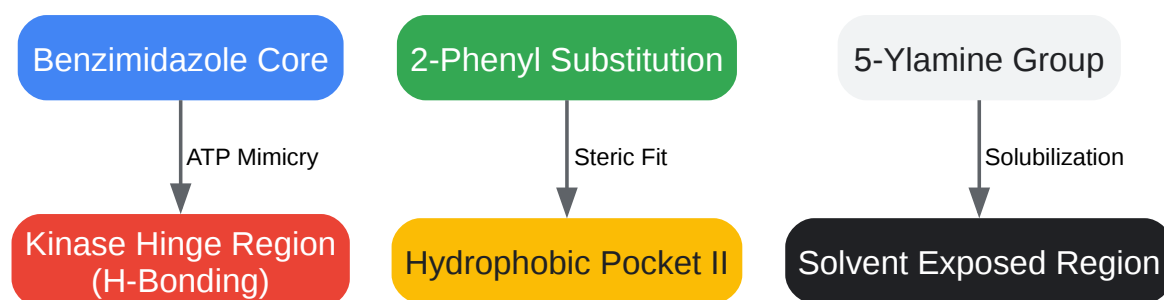 Benzimidazole Core
2-Phenyl Substitution
5-Ylamine Group
ATP Mimicry
Steric Fit
Solubilization
Kinase Hinge Region
(H-Bonding)
Hydrophobic Pocket II
Solvent Exposed Region